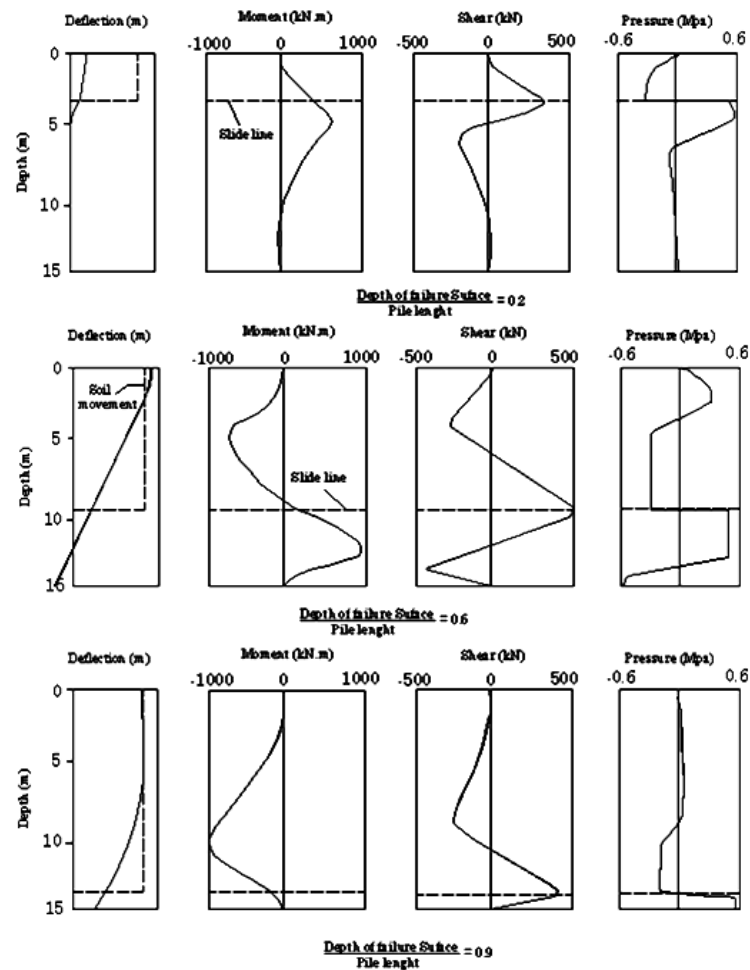 Deflection (m) Moment (kN.m) Shear (kN) Pressure (Mpa)
-1000 0 1000 -500 0 500 -0.6 0.6
0
5
10
15
Depth (m)
Slide line
Depth of failure Suface
Pile lenght
= 0.2
Deflection (m) Moment (kN.m) Shear (kN) Pressure (Mpa)
-1000 0 1000 -500 0 500 -0.6 0.6
0
5
10
15
Depth (m)
Soil
movement
Slide line
Depth of failure Suface
Pile lenght
= 0.6
Deflection (m) Moment (kN.m) Shear (kN) Pressure (Mpa)
-1000 0 1000 -500 0 500 -0.6 0.6
0
5
10
15
Depth (m)
Depth of failure Suface
Pile lenght
= 0.9